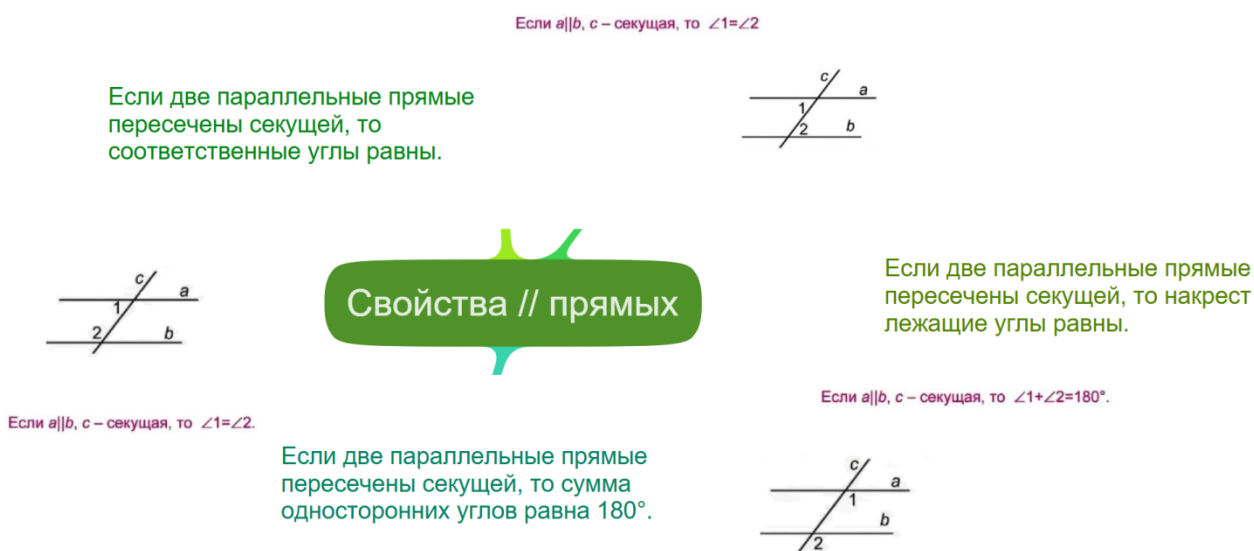 Если a||b, c – секущая, то ∠1=∠2
c
a
1
2
b
Если две параллельные прямые
пересечены секущей, то
соответственные углы равны.
Свойства // прямых
Если две параллельные прямые
пересечены секущей, то накрест
лежащие углы равны.
c
a
1
2
b
Если a||b, c – секущая, то ∠1=∠2.
Если a||b, c – секущая, то ∠1+∠2=180°.
Если две параллельные прямые
пересечены секущей, то сумма
односторонних углов равна 180°.
c
a
1
b
2